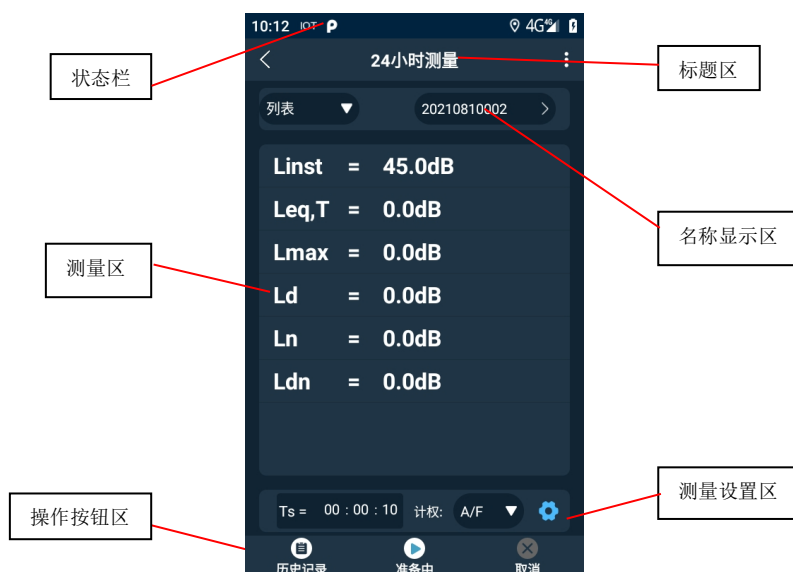 10:12 IOT
4G 4G
状态栏
24小时测量
标题区
列表
20210810002
Linst = 45.0dB
Leq,T = 0.0dB
名称显示区
Lmax = 0.0dB
测量区
Ld = 0.0dB
Ln = 0.0dB
Ldn = 0.0dB
测量设置区
Ts = 00 : 00 : 10 计权: A/F
操作按钮区
历史记录 准备中 取消